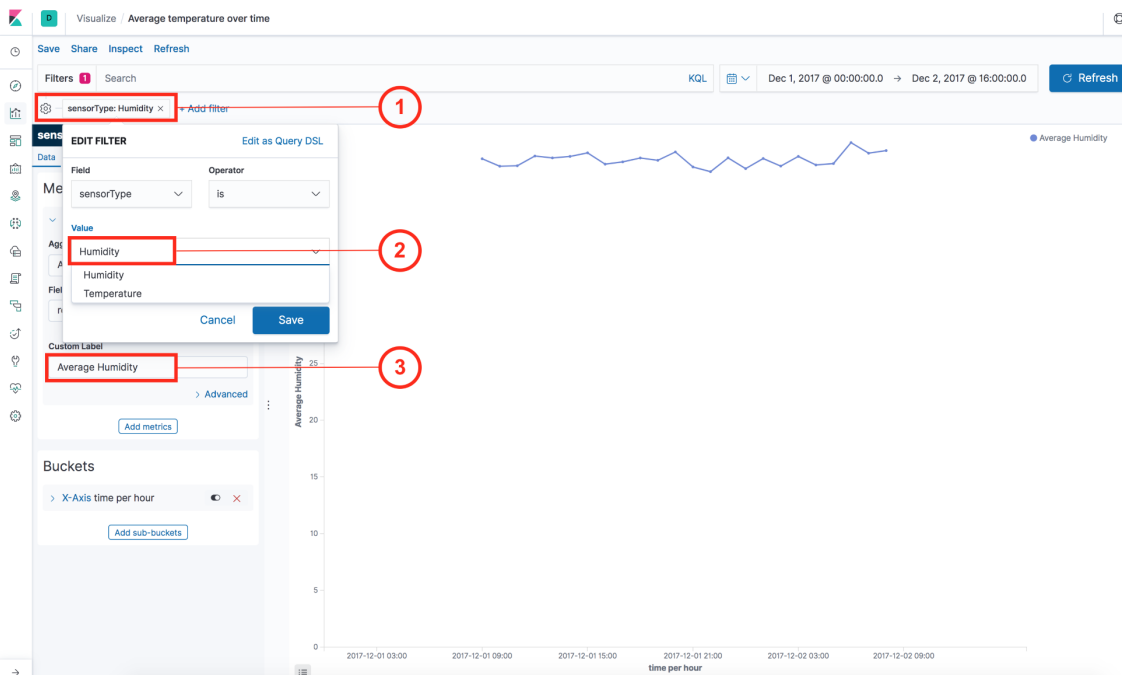 D Visualize / Average temperature over time
Save Share Inspect Refresh
Filters 1 Search KQL Dec 1, 2017 @ 00:00:00.0 → Dec 2, 2017 @ 16:00:00.0 Refresh
sensorType: Humidity × + Add filter
1
sens
Data
Me
EDIT FILTER Edit as Query DSL
Field Operator
sensorType is
Value
Humidity
2
Humidity
Temperature
Cancel Save
Agg
A
Fiel
Custom Label
Average Humidity
3
Advanced
Add metrics
Buckets
X-Axis time per hour
Add sub-buckets
Average Humidity
Average Humidity
25
20
15
10
5
0
2017-12-01 03:00 2017-12-01 09:00 2017-12-01 15:00 2017-12-01 21:00 2017-12-02 03:00 2017-12-02 09:00
time per hour